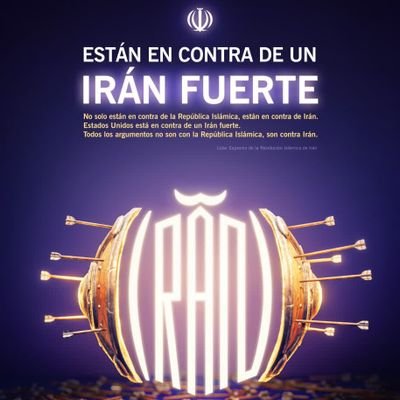 ESTÁN EN CONTRA DE UN
IRÁN FUERTE
No solo están en contra de la República Islámica, están en contra de Irán.
Estados Unidos está en contra de un Irán fuerte.
Todos los argumentos no son con la República Islámica, son contra Irán.
Líder Supremo de la Revolución Islámica de Irán
IRÁN